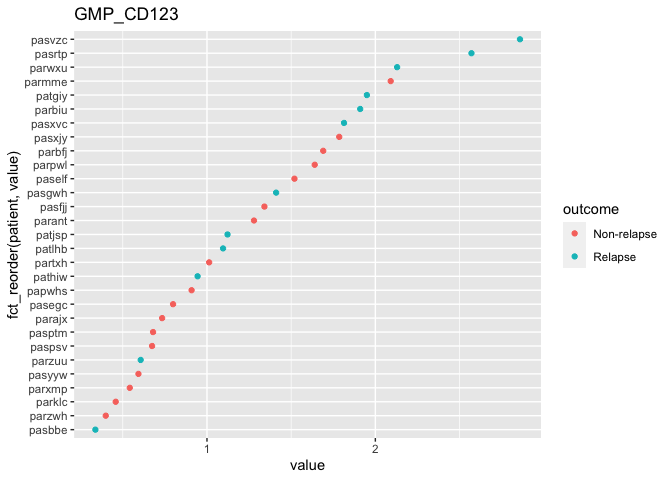 GMP_CD123
fct_reorder(patient, value)
pasvzc
pasrtp
parwxu
parmme
patgiy
parbiu
pasxvc
pasxjy
parbfj
parpwl
paself
pasgwh
pasfjj
parant
patjsp
patlhb
partxh
pathiw
papwhs
pasegc
parajx
pasptm
paspsv
parzuu
pasyyw
parxmp
parklc
parzwh
pasbbe
1 2
value
outcome
Non-relapse
Relapse